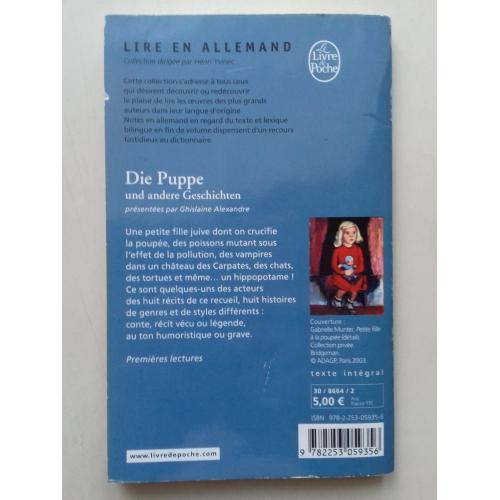 LIRE EN ALLEMAND
Collection dirigée par Henri Yvinec
Le
Livre
de
Poche
Cette collection s'adresse à tous ceux
qui désirent découvrir ou redécouvrir
le plaisir de lire les œuvres des plus grands
auteurs dans leur langue d'origine.
Notes en allemand en regard du texte et lexique
bilingue en fin de volume dispensent d'un recours
fastidieux au dictionnaire.
Die Puppe
und andere Geschichten
présentées par Ghislaine Alexandre
Une petite fille juive dont on crucifie
la poupée, des poissons mutant sous
l'effet de la pollution, des vampires
dans un château des Carpates, des chats,
des tortues et même... un hippopotame !
Ce sont quelques-uns des acteurs
des huit récits de ce recueil, huit histoires
de genres et de styles différents :
conte, récit vécu ou légende,
au ton humoristique ou grave.
Premières lectures
Couverture :
Gabrielle Munter, Petite fille
à la poupée (détail).
Collection privée.
Bridgeman.
© ADAGP, Paris 2003.
texte intégral
30 / 8664 / 2
5,00 € Prix
France TTC
ISBN 978-2-253-05935-6
9 782253 059356
www.livredepoche.com